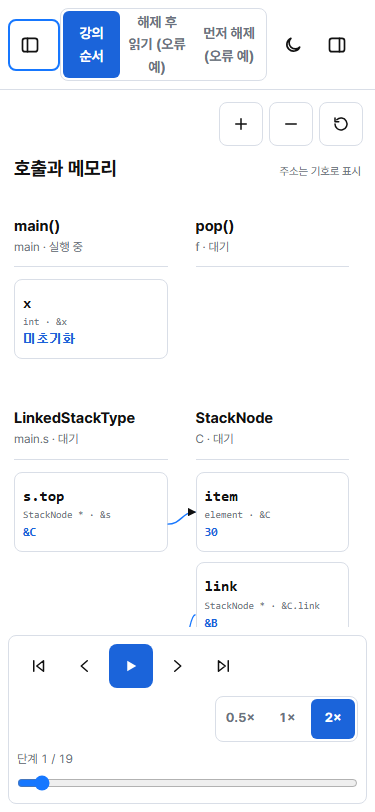 강의
순서
해제 후
읽기 (오류
예)
먼저 해제
(오류 예)
호출과 메모리
주소는 기호로 표시
main()
main · 실행 중
pop()
f · 대기
x
int · &x
미초기화
LinkedStackType
main.s · 대기
StackNode
C · 대기
s.top
StackNode * · &s
&C
item
element · &C
30
link
StackNode * · &C.link
&B
0.5×
1×
2×
단계 1 / 19